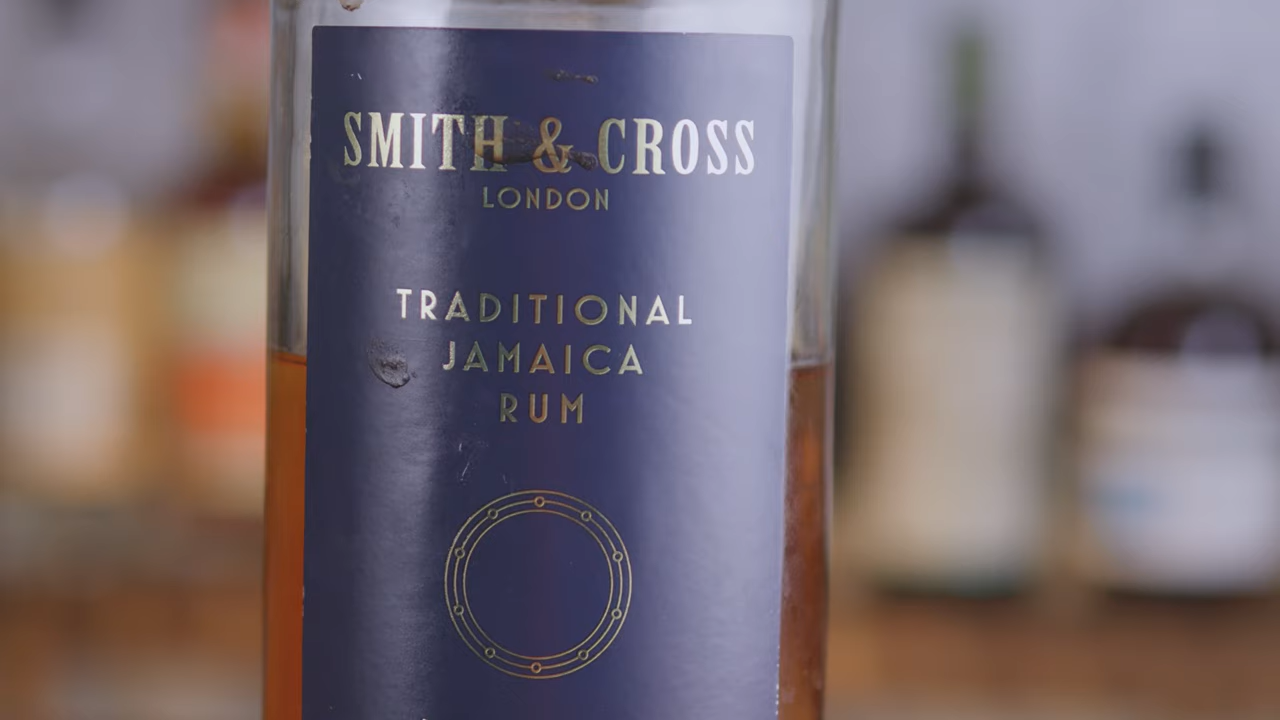 SMITH & CROSS
LONDON
TRADITIONAL
JAMAICA
RUM